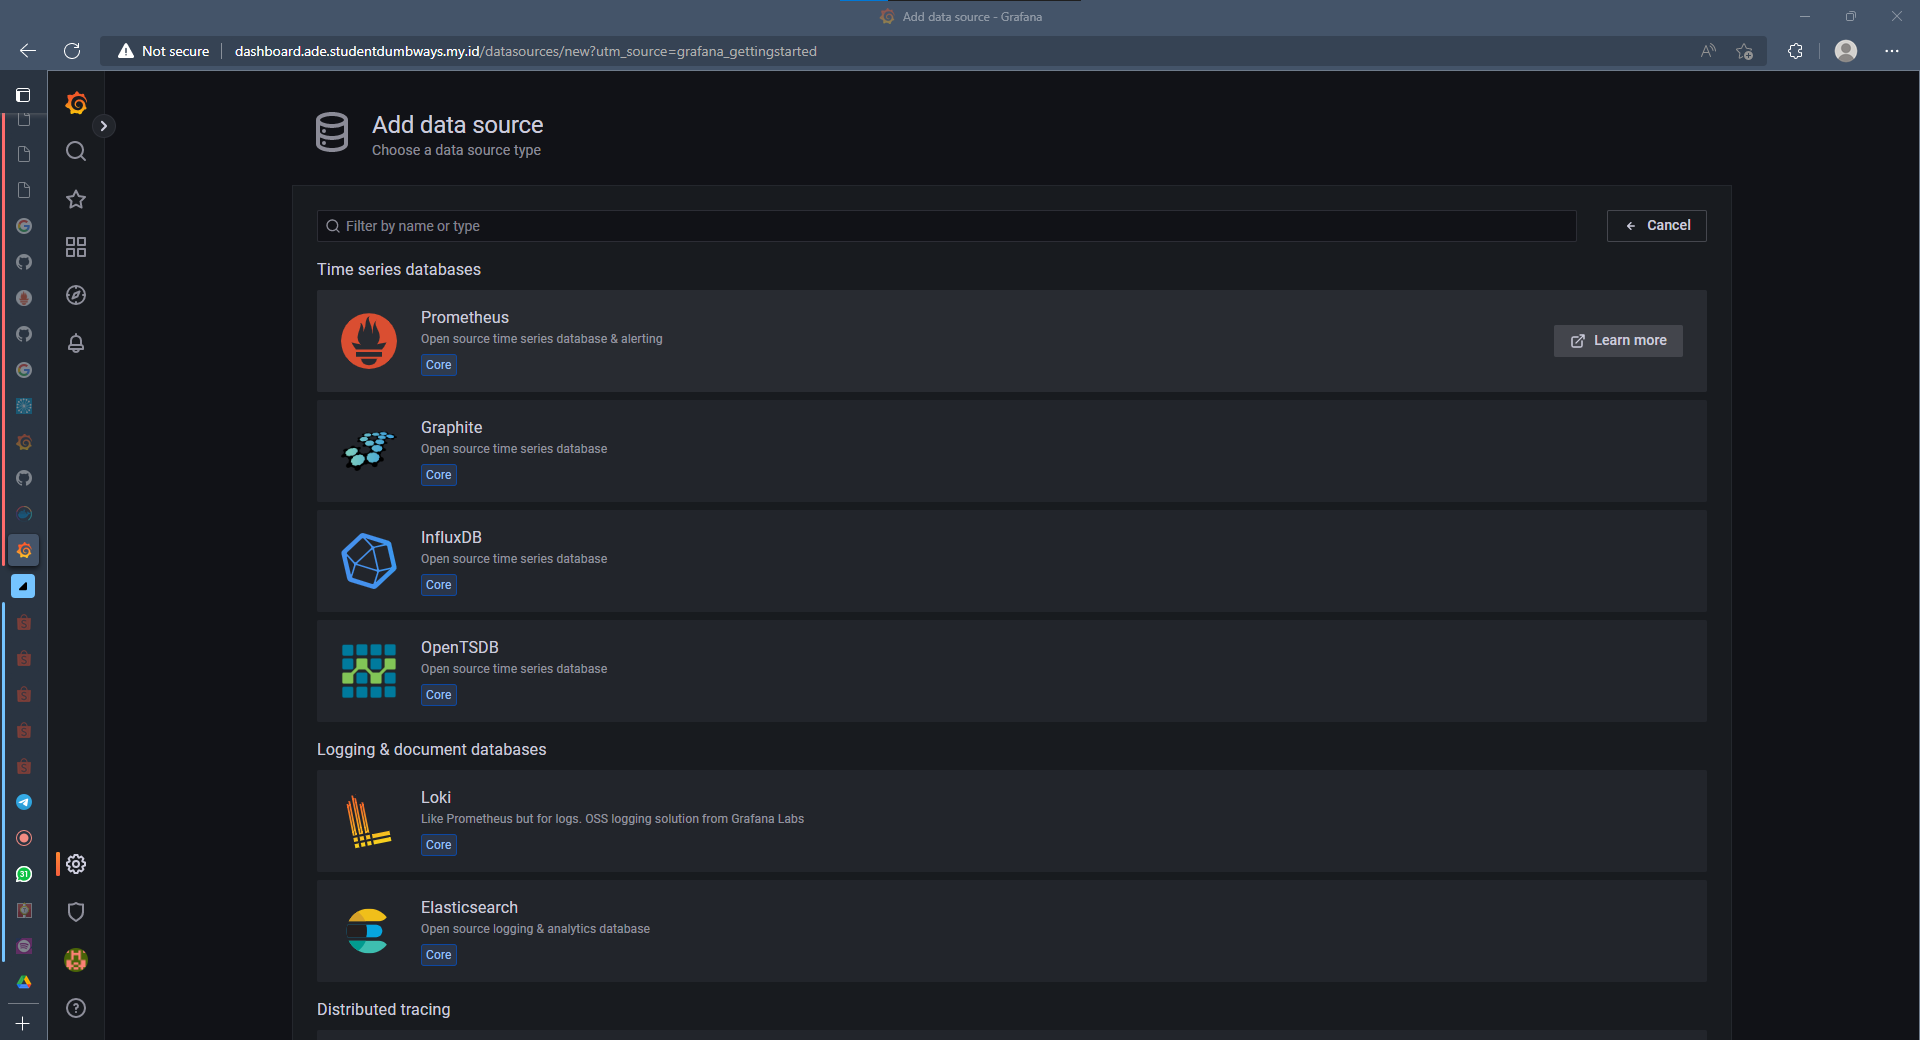 Add data source - Grafana
Not secure
dashboard.ade.studentdumbways.my.id/datasources/new?utm_source=grafana_gettingstarted
Add data source
Choose a data source type
Filter by name or type
Cancel
Time series databases
Prometheus
Open source time series database & alerting
Core
Learn more
Graphite
Open source time series database
Core
InfluxDB
Open source time series database
Core
OpenTSDB
Open source time series database
Core
Logging & document databases
Loki
Like Prometheus but for logs. OSS logging solution from Grafana Labs
Core
31
Elasticsearch
Open source logging & analytics database
Core
Distributed tracing